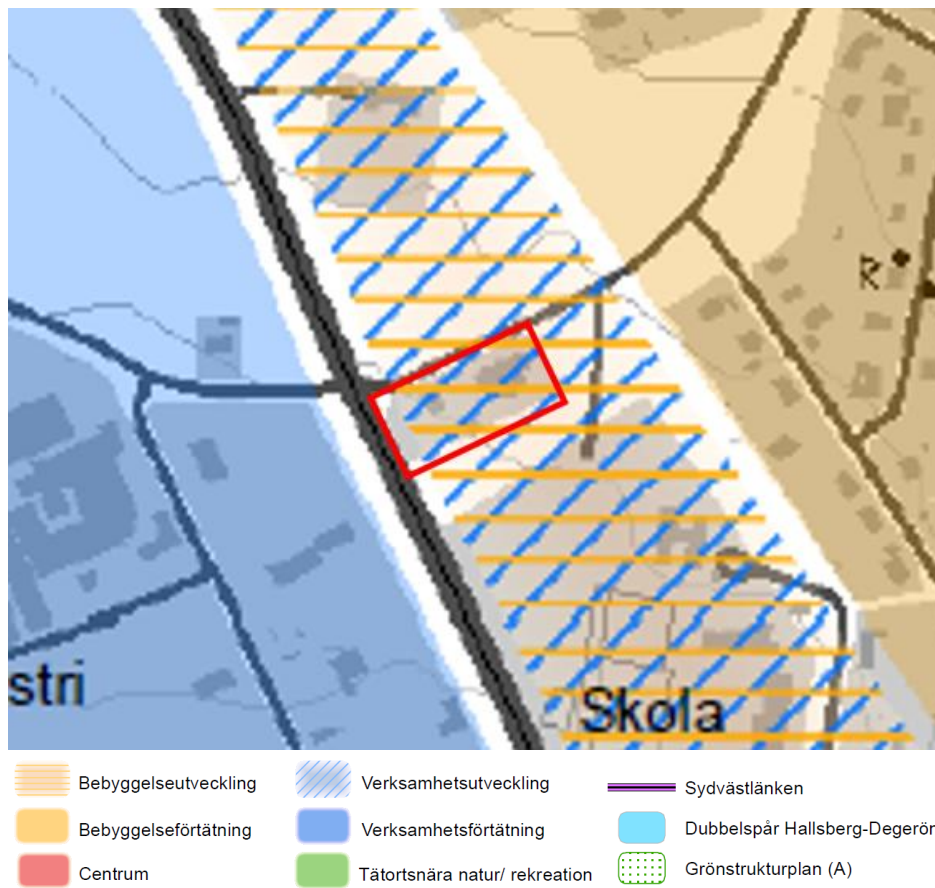 R
stri
Skola
Bebyggelseutveckling
Verksamhetsutveckling
Sydvästlänken
Bebyggelseförtätning
Verksamhetsförtätning
Dubbelspår Hallsberg-Degerör
Centrum
Tätortsnära natur/ rekreation
Grönstrukturplan (A)